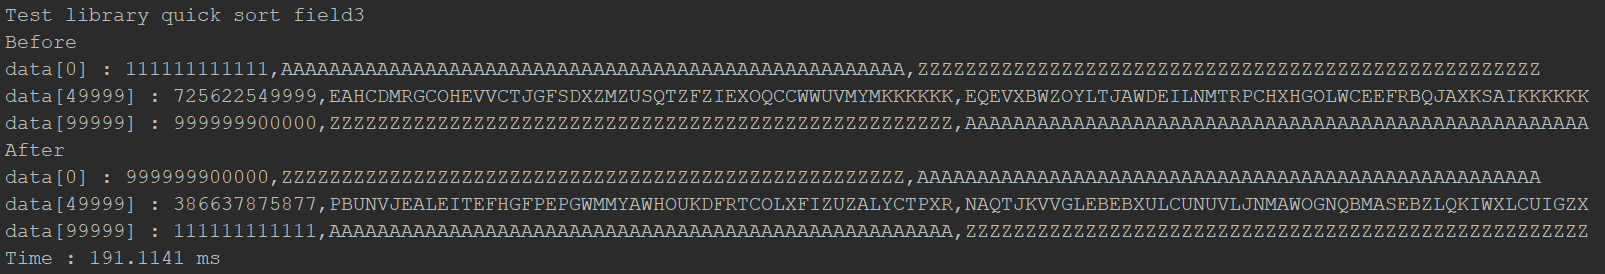 Test library quick sort field3
Before
data[0] : 111111111111,AAAAAAAAAAAAAAAAAAAAAAAAAAAAAAAAAAAAAAAAAAAAAAAAAAAA,ZZZZZZZZZZZZZZZZZZZZZZZZZZZZZZZZZZZZZZZZZZZZZZZZZZZZ
data[49999] : 725622549999,EAHCDMRGCOHEVVCTJGFSDXZMZUSQTZFZIEXOQCCWWUVMYMKKKKKK,EQEVXBWZOYLTJAWDEILNMTRPCHXHGOLWCEEFRBQJAXKSAIKKKKKK
data[99999] : 999999900000,ZZZZZZZZZZZZZZZZZZZZZZZZZZZZZZZZZZZZZZZZZZZZZZZZZZZZ,AAAAAAAAAAAAAAAAAAAAAAAAAAAAAAAAAAAAAAAAAAAAAAAAAAAA
After
data[0] : 999999900000,ZZZZZZZZZZZZZZZZZZZZZZZZZZZZZZZZZZZZZZZZZZZZZZZZZZZZ,AAAAAAAAAAAAAAAAAAAAAAAAAAAAAAAAAAAAAAAAAAAAAAAAAAAA
data[49999] : 386637875877,PBUNVJEALEITEFHGFPEPGWMMYAWHOUKDFRTCOLXFIZUZALYCTPXR,NAQTJKVVGLEBEBXULCUNUVLJNMAWOGNQBMASEBZLQKIWXLCUIGZX
data[99999] : 111111111111,AAAAAAAAAAAAAAAAAAAAAAAAAAAAAAAAAAAAAAAAAAAAAAAAAAAA,ZZZZZZZZZZZZZZZZZZZZZZZZZZZZZZZZZZZZZZZZZZZZZZZZZZZZ
Time : 191.1141 ms